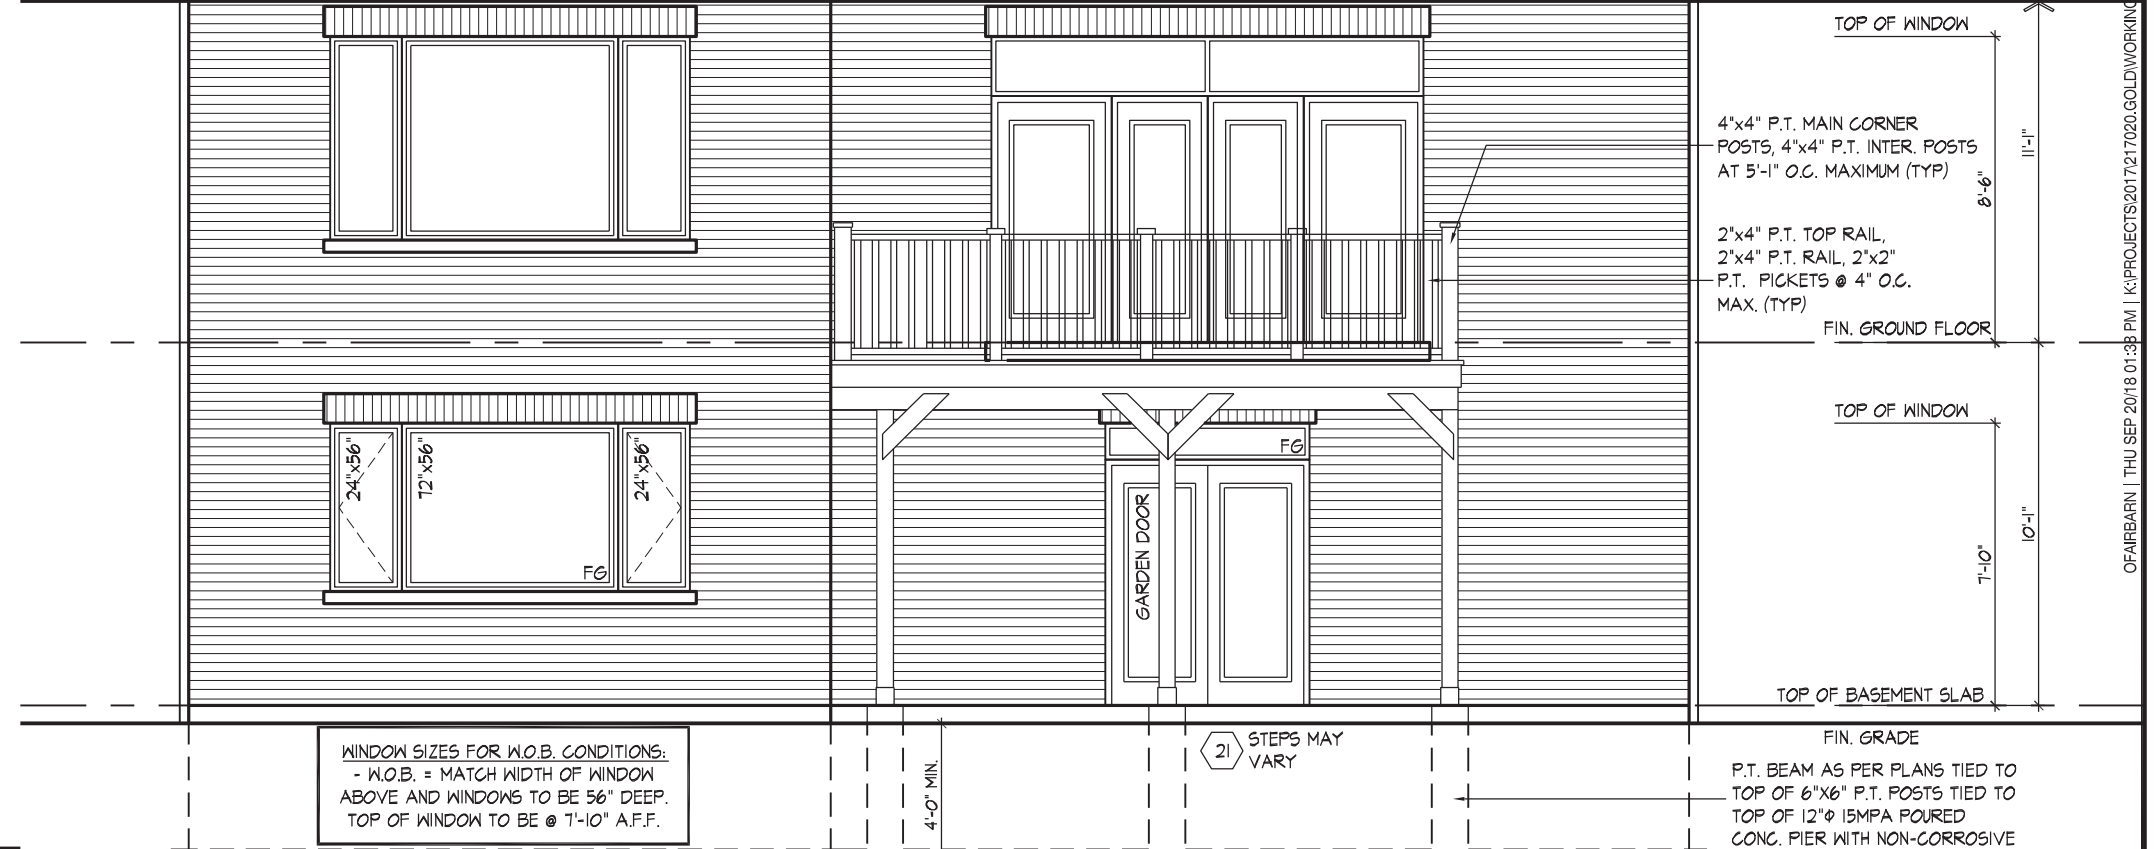 TOP OF WINDOW
4"x4" P.T. MAIN CORNER
POSTS, 4"x4" P.T. INTER. POSTS
AT 5'-1" O.C. MAXIMUM (TYP)
8'-6"
11'-1"
2"x4" P.T. TOP RAIL,
2"x4" P.T. RAIL, 2"x2"
P.T. PICKETS @ 4" O.C.
MAX. (TYP)
FIN. GROUND FLOOR
TOP OF WINDOW
24"x56"
72"x56"
24"x56"
FG
FG
GARDEN DOOR
7'-10"
10'-1"
TOP OF BASEMENT SLAB
FIN. GRADE
WINDOW SIZES FOR W.O.B. CONDITIONS:
- W.O.B. = MATCH WIDTH OF WINDOW
ABOVE AND WINDOWS TO BE 56" DEEP.
TOP OF WINDOW TO BE @ 7'-10" A.F.F.
4'-0" MIN.
21
STEPS MAY
VARY
P.T. BEAM AS PER PLANS TIED TO
TOP OF 6"X6" P.T. POSTS TIED TO
TOP OF 12"Φ 15MPA POURED
CONC. PIER WITH NON-CORROSIVE
OFAIRBARN | THU SEP 20/18 01:38 PM | K:\PROJECTS\2017\217020.GOLD\WORKING